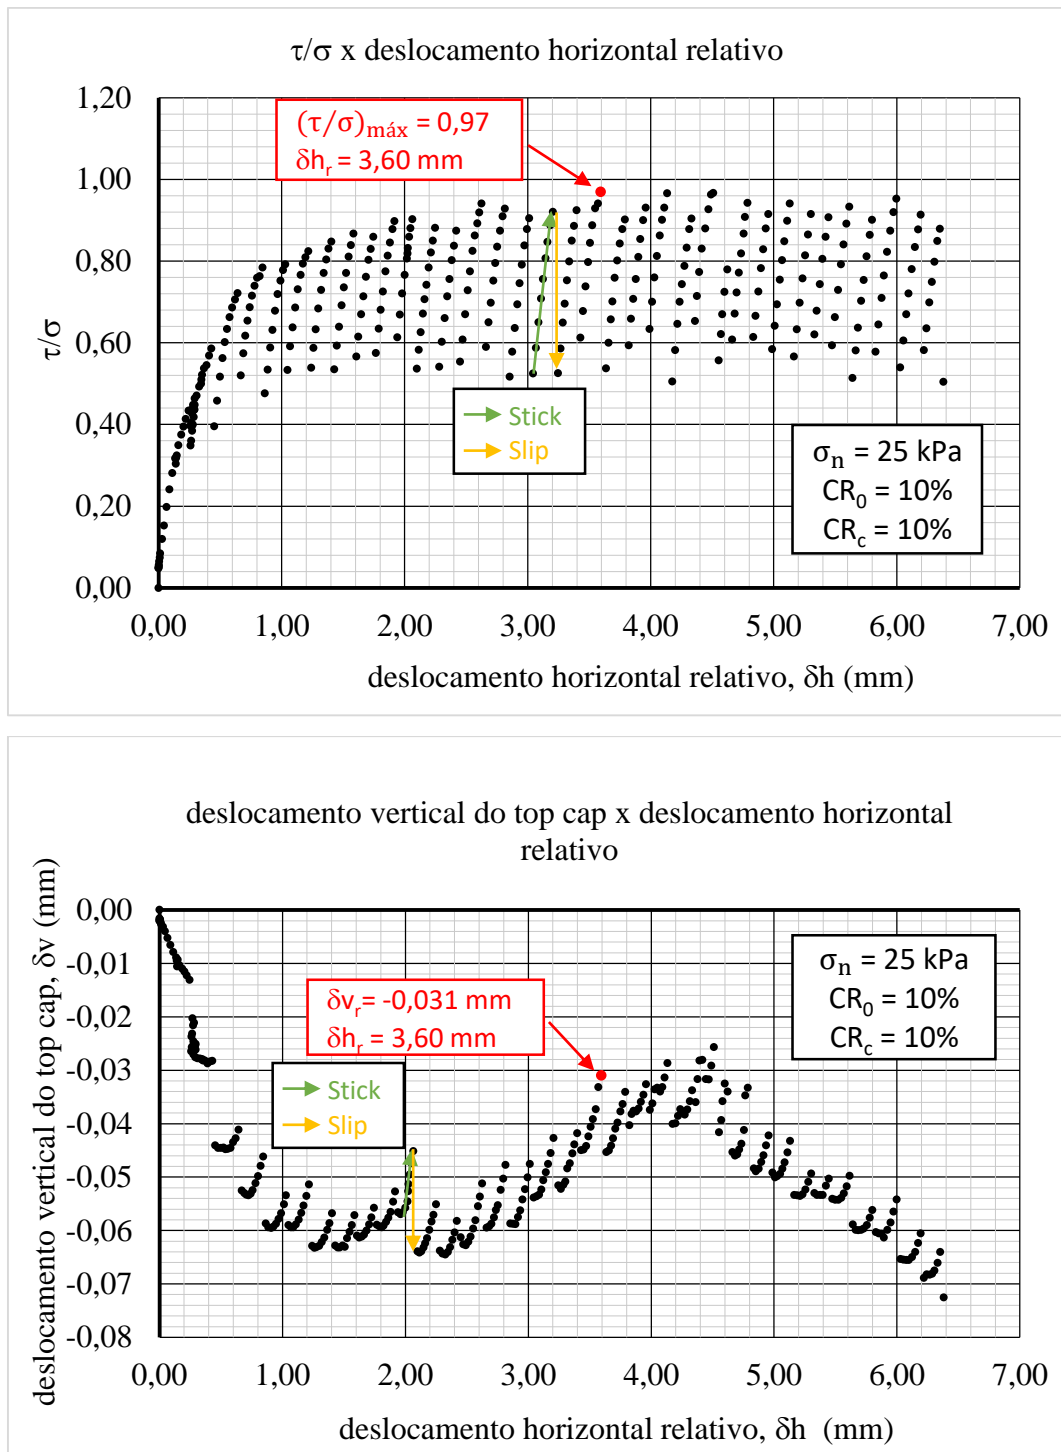 τ/σ x deslocamento horizontal relativo
1,20
1,00
0,80
0,60
0,40
0,20
0,00
τ/σ
(τ/σ)máx = 0,97
δhr = 3,60 mm
Stick
Slip
σn = 25 kPa
CR0 = 10%
CRc = 10%
0,00 1,00 2,00 3,00 4,00 5,00 6,00 7,00
deslocamento horizontal relativo, δh (mm)
deslocamento vertical do top cap x deslocamento horizontal
relativo
0,00
-0,01
-0,02
-0,03
-0,04
-0,05
-0,06
-0,07
-0,08
deslocamento vertical do top cap, δv (mm)
δvr= -0,031 mm
δhr = 3,60 mm
Stick
Slip
σn = 25 kPa
CR0 = 10%
CRc = 10%
0,00 1,00 2,00 3,00 4,00 5,00 6,00 7,00
deslocamento horizontal relativo, δh (mm)